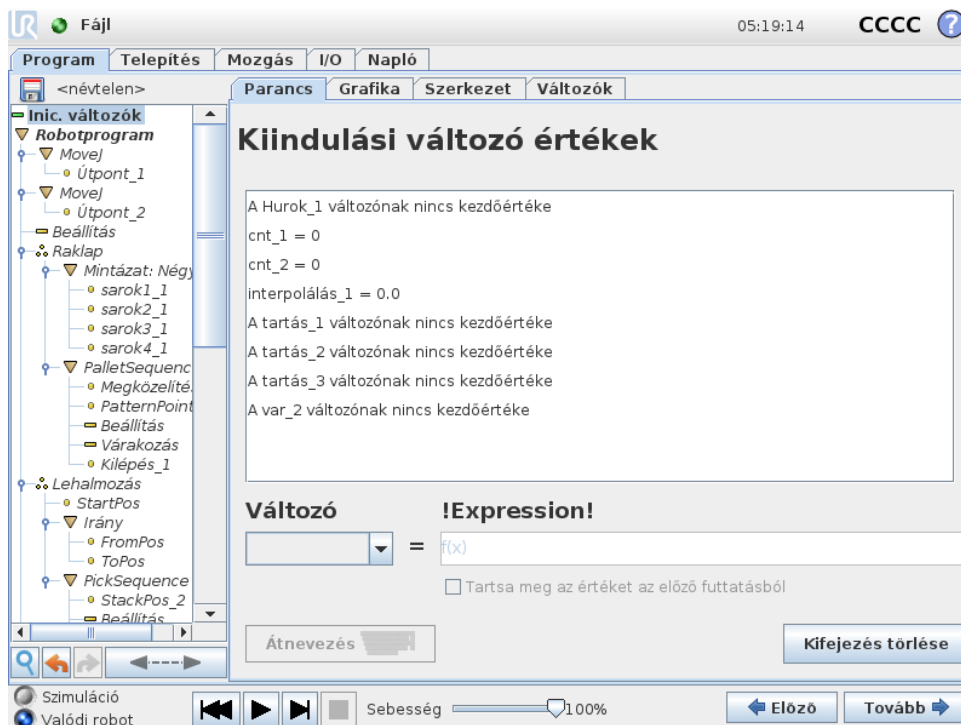 UR Fájl 05:19:14 CCCC ?
Program Telepítés Mozgás I/O Napló
<névtelen>
Parancs Grafika Szerkezet Változók
Inic. változók
Robotprogram
MoveJ
Útpont_1
MoveJ
Útpont_2
Beállítás
Raklap
Mintázat: Négy
sarok1_1
sarok2_1
sarok3_1
sarok4_1
PalletSequenc
Megközelítés
PatternPoint
Beállítás
Várakozás
Kilépés_1
Lehalmozás
StartPos
Irány
FromPos
ToPos
PickSequence
StackPos_2
Beállítás
Kiindulási változó értékek
A Hurok_1 változónak nincs kezdőértéke
cnt_1 = 0
cnt_2 = 0
interpolálás_1 = 0.0
A tartás_1 változónak nincs kezdőértéke
A tartás_2 változónak nincs kezdőértéke
A tartás_3 változónak nincs kezdőértéke
A var_2 változónak nincs kezdőértéke
Változó !Expression!
= f(x)
Tartsa meg az értéket az előző futtatásból
Átnevezés
Kifejezés törlése
Szimuláció
Valódi robot
Sebesség 100%
Előző Tovább